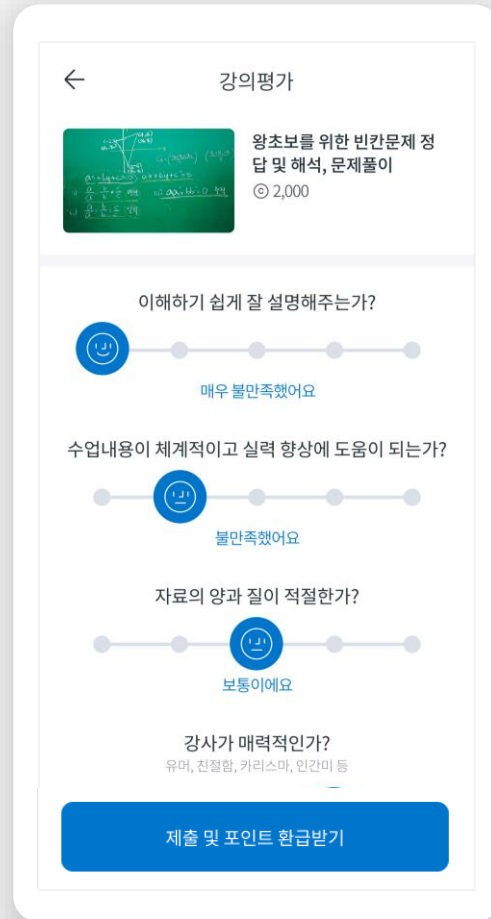 강의평가
왕초보를 위한 빈칸문제 정
답 및 해석, 문제풀이
ⓒ 2,000
이해하기 쉽게 잘 설명해주는가?
매우 불만족했어요
수업내용이 체계적이고 실력 향상에 도움이 되는가?
불만족했어요
자료의 양과 질이 적절한가?
보통이에요
강사가 매력적인가?
유머, 친절함, 카리스마, 인간미 등
제출 및 포인트 환급받기